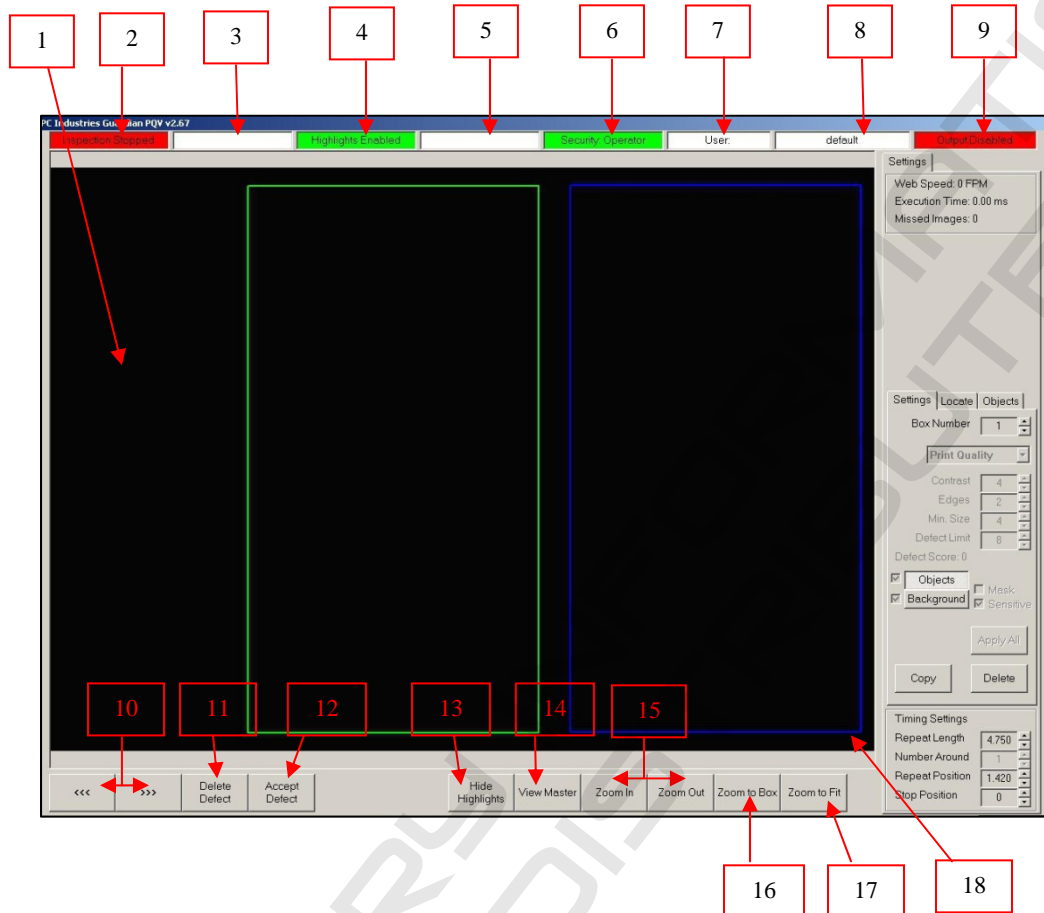 1 2 3 4 5 6 7 8 9
PC Industries Guardian PQV v2.67
Inspection Stopped Highlights Enabled Security: Operator User: default Output Disabled
Settings
Web Speed: 0 FPM
Execution Time: 0.00 ms
Missed Images: 0
Settings Locate Objects
Box Number 1
Print Quality
Contrast 4
Edges 2
Min. Size 4
Defect Limit 8
Defect Score: 0
Objects
Mask
Background
Sensitive
Apply All
Copy Delete
10 11 12 13 14 15
Timing Settings
Repeat Length 4.750
Number Around 1
Repeat Position 1.420
Stop Position 0
<<< >>> Delete Defect Accept Defect Hide Highlights View Master Zoom In Zoom Out Zoom to Box Zoom to Fit
16 17 18